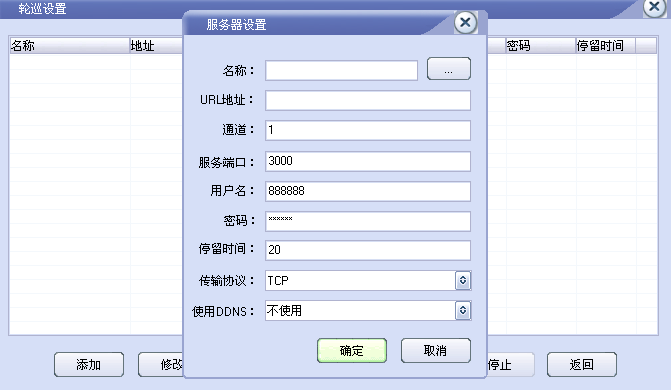 轮巡设置
服务器设置
名称 地址 密码 停留时间
名称：
...
URL地址：
通道： 1
服务端口： 3000
用户名： 888888
密码： ******
停留时间： 20
传输协议： TCP
使用DDNS： 不使用
确定 取消
添加 修改 停止 返回